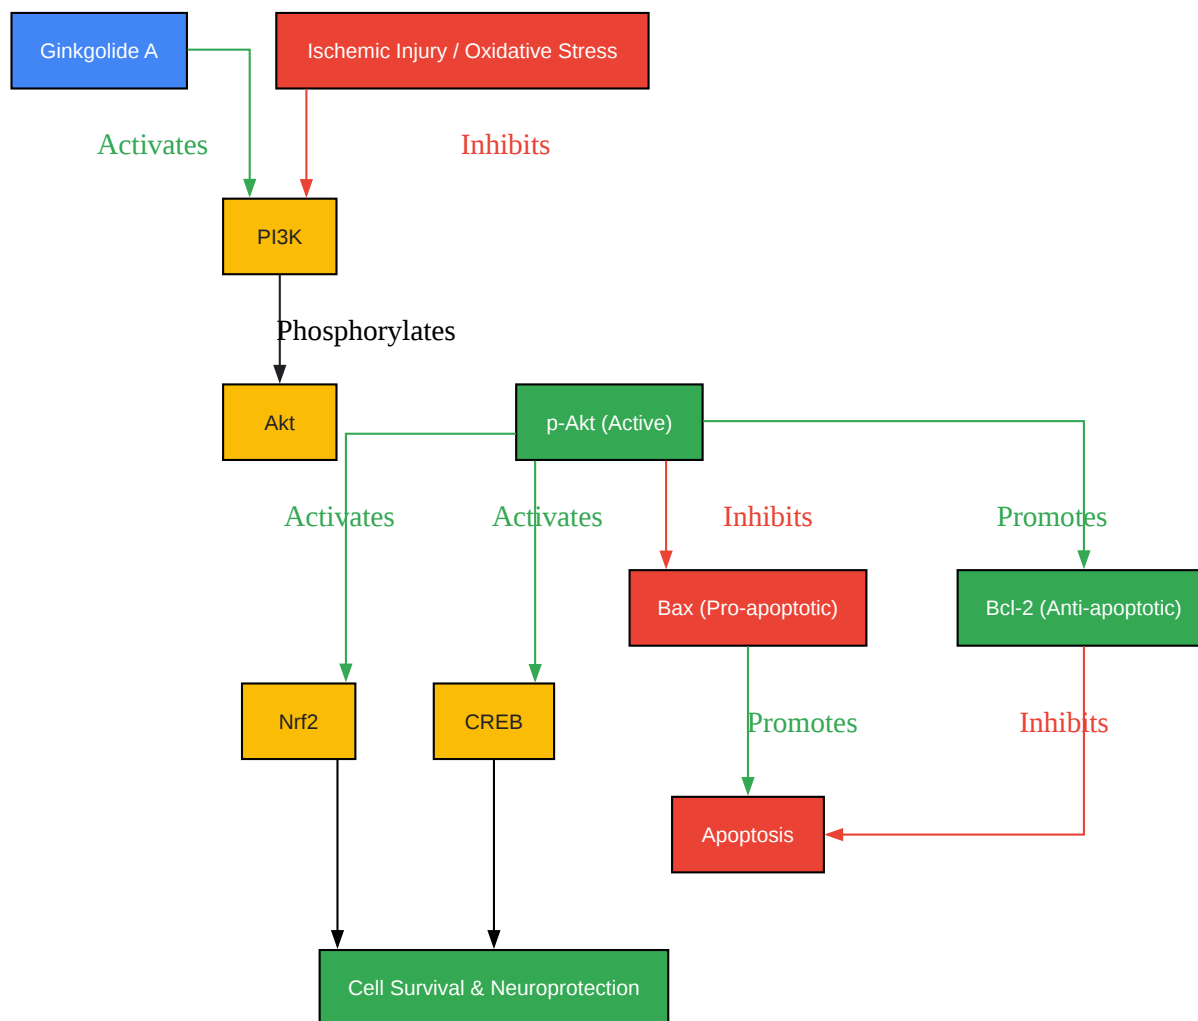 Ginkgolide A
Ischemic Injury / Oxidative Stress
Activates
Inhibits
PI3K
Phosphorylates
Akt
p-Akt (Active)
Activates
Activates
Inhibits
Promotes
Bax (Pro-apoptotic)
Bcl-2 (Anti-apoptotic)
Nrf2
CREB
Promotes
Inhibits
Apoptosis
Cell Survival & Neuroprotection